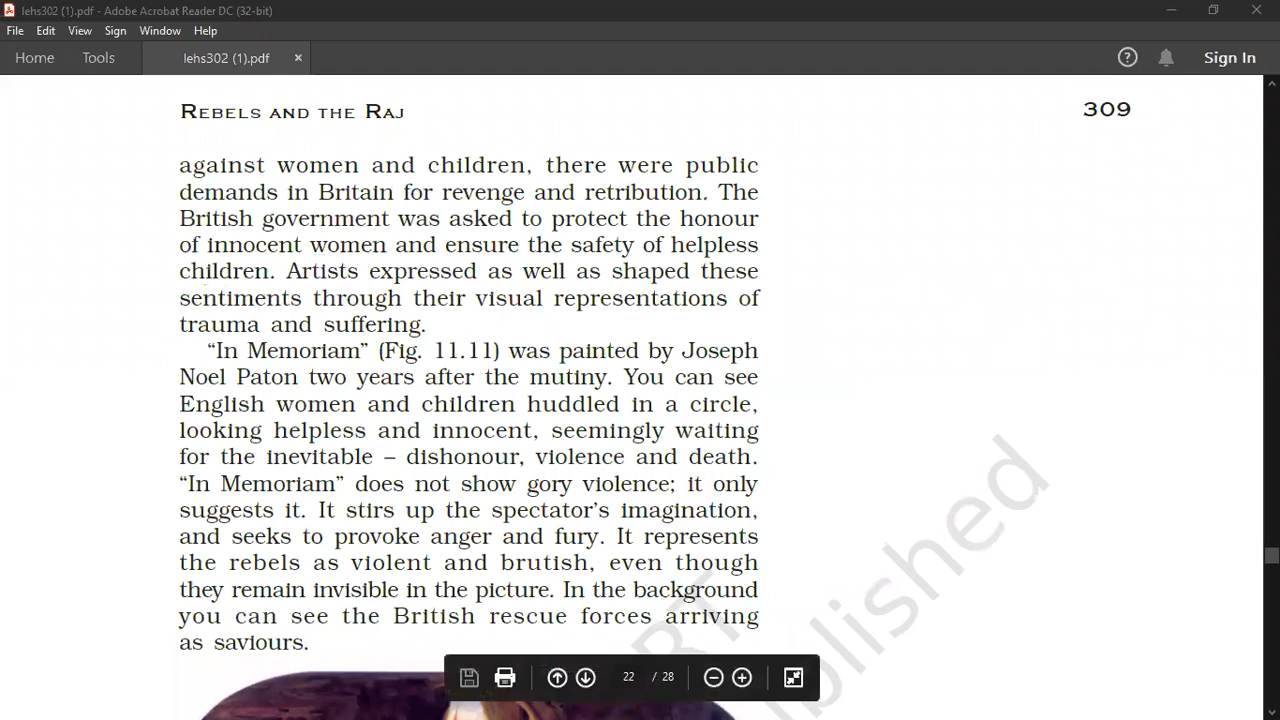 lehs302 (1).pdf - Adobe Acrobat Reader DC (32-bit)
File Edit View Sign Window Help
Home Tools lehs302 (1).pdf × ? Sign In
REBELS AND THE RAJ 309
against women and children, there were public
demands in Britain for revenge and retribution. The
British government was asked to protect the honour
of innocent women and ensure the safety of helpless
children. Artists expressed as well as shaped these
sentiments through their visual representations of
trauma and suffering.
“In Memoriam” (Fig. 11.11) was painted by Joseph
Noel Paton two years after the mutiny. You can see
English women and children huddled in a circle,
looking helpless and innocent, seemingly waiting
for the inevitable – dishonour, violence and death.
“In Memoriam” does not show gory violence; it only
suggests it. It stirs up the spectator’s imagination,
and seeks to provoke anger and fury. It represents
the rebels as violent and brutish, even though
they remain invisible in the picture. In the background
you can see the British rescue forces arriving
as saviours.
22 / 28